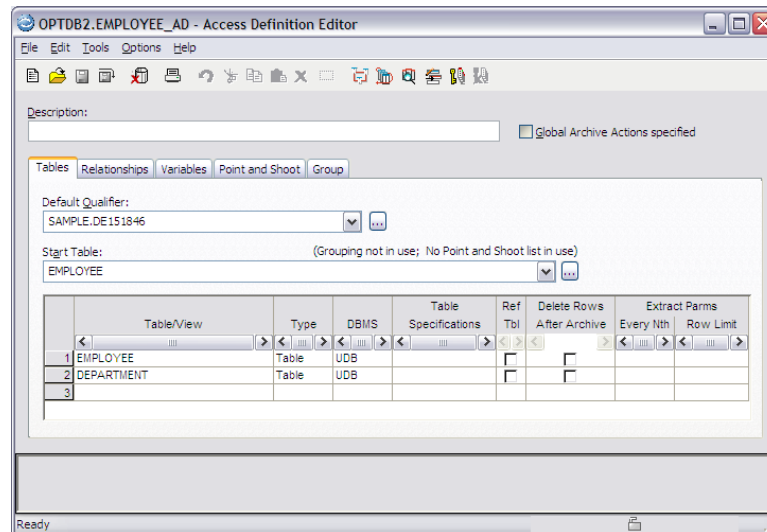 OPTDB2.EMPLOYEE_AD - Access Definition Editor
File Edit Tools Options Help
Description:
Global Archive Actions specified
Tables Relationships Variables Point and Shoot Group
Default Qualifier:
SAMPLE.DE151846
Start Table: (Grouping not in use; No Point and Shoot list in use)
EMPLOYEE
Table Ref Delete Rows Extract Parms
Table/View Type DBMS Specifications Tbl After Archive Every Nth Row Limit
1 EMPLOYEE Table UDB
2 DEPARTMENT Table UDB
3
Ready